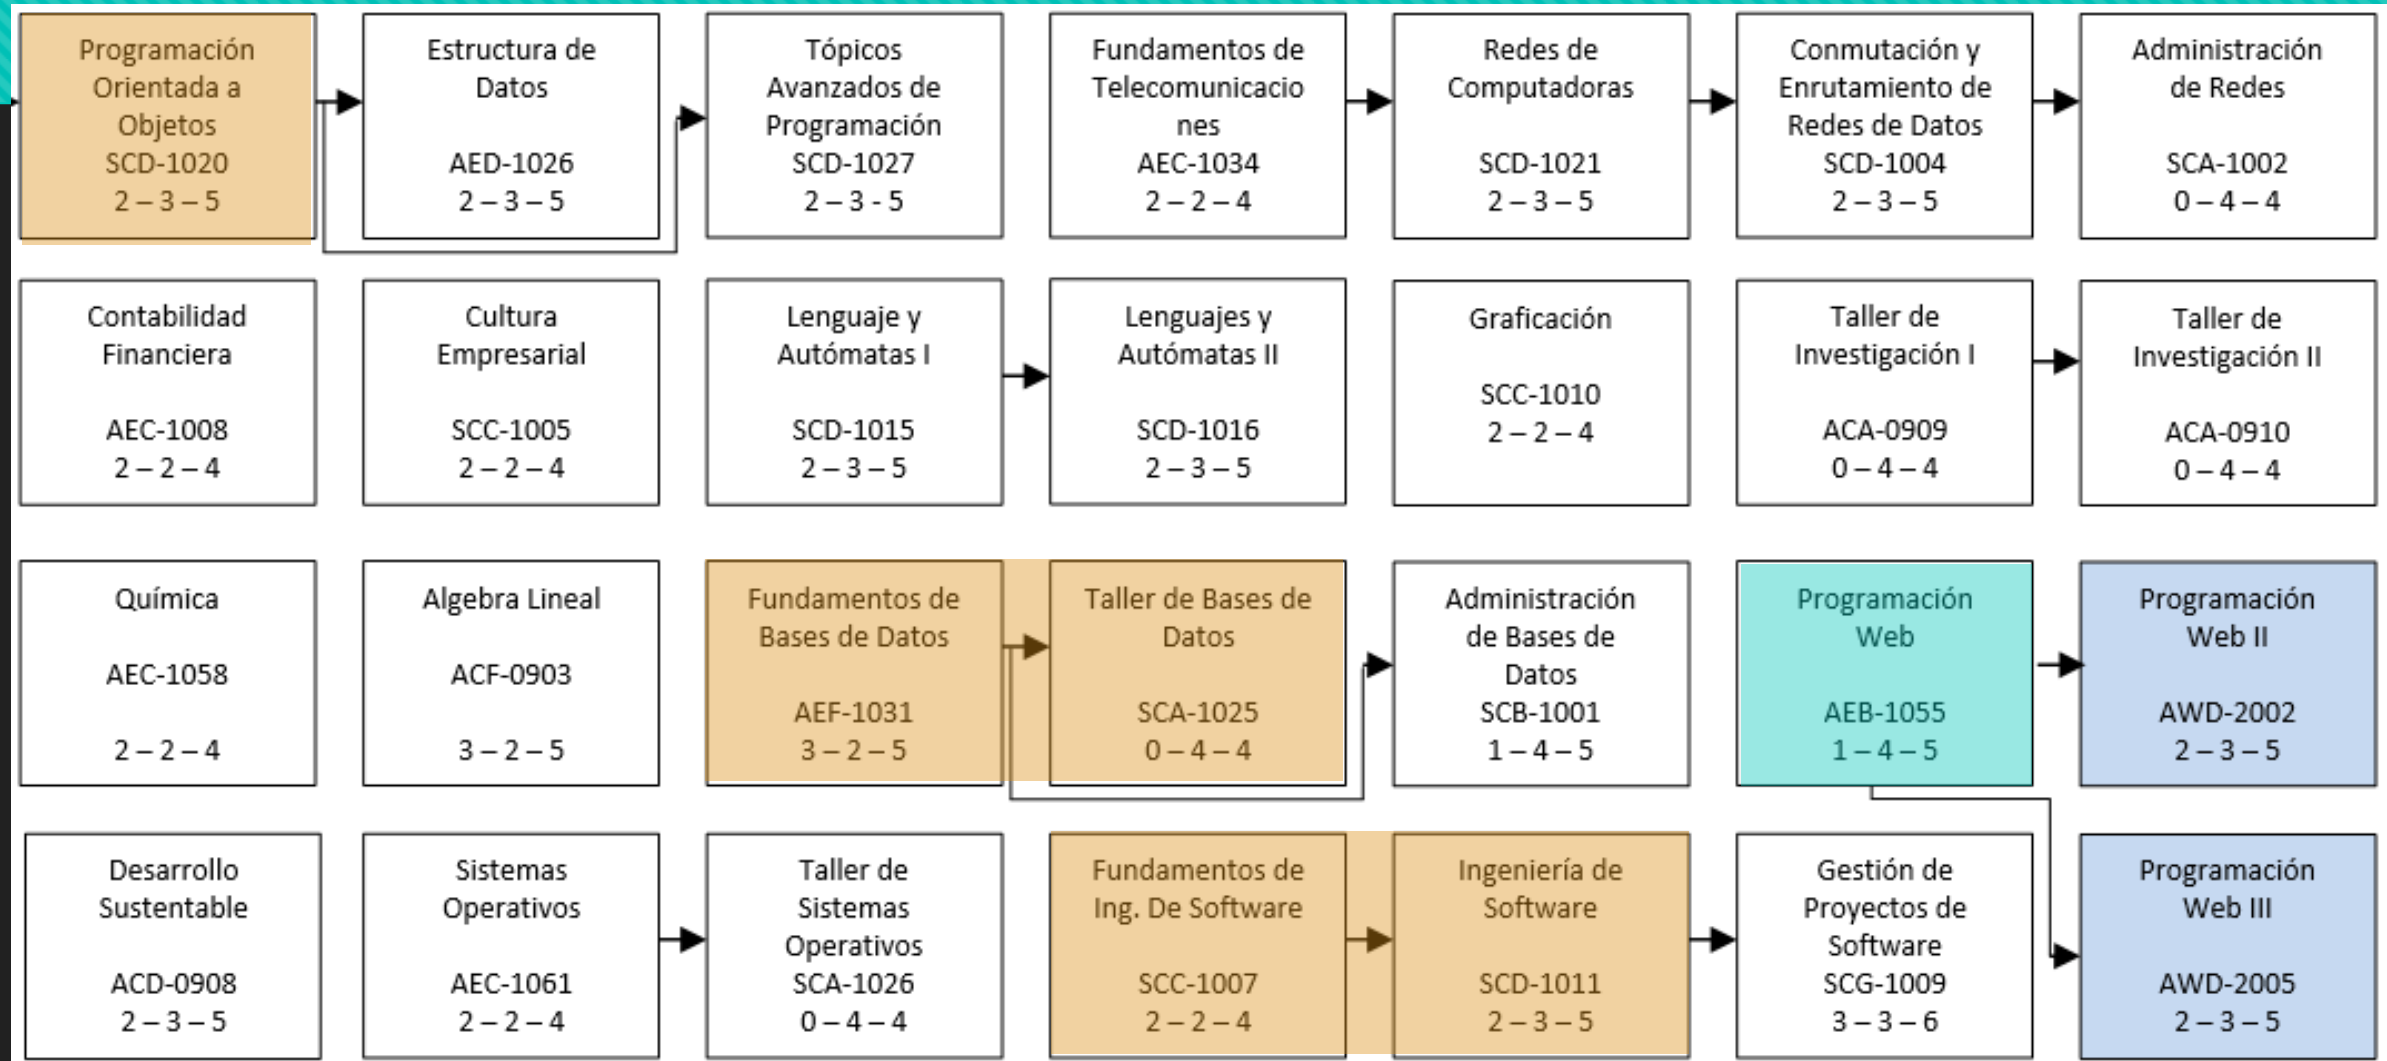 Programación
Orientada a
Objetos
SCD-1020
2 – 3 – 5
Estructura de
Datos
AED-1026
2 – 3 – 5
Tópicos
Avanzados de
Programación
SCD-1027
2 – 3 - 5
Fundamentos de
Telecomunicacio
nes
AEC-1034
2 – 2 – 4
Redes de
Computadoras
SCD-1021
2 – 3 – 5
Conmutación y
Enrutamiento de
Redes de Datos
SCD-1004
2 – 3 – 5
Administración
de Redes
SCA-1002
0 – 4 – 4
Contabilidad
Financiera
AEC-1008
2 – 2 – 4
Cultura
Empresarial
SCC-1005
2 – 2 – 4
Lenguaje y
Autómatas I
SCD-1015
2 – 3 – 5
Lenguajes y
Autómatas II
SCD-1016
2 – 3 – 5
Graficación
SCC-1010
2 – 2 – 4
Taller de
Investigación I
ACA-0909
0 – 4 – 4
Taller de
Investigación II
ACA-0910
0 – 4 – 4
Química
AEC-1058
2 – 2 – 4
Algebra Lineal
ACF-0903
3 – 2 – 5
Fundamentos de
Bases de Datos
AEF-1031
3 – 2 – 5
Taller de Bases de
Datos
SCA-1025
0 – 4 – 4
Administración
de Bases de
Datos
SCB-1001
1 – 4 – 5
Programación
Web
AEB-1055
1 – 4 – 5
Programación
Web II
AWD-2002
2 – 3 – 5
Desarrollo
Sustentable
ACD-0908
2 – 3 – 5
Sistemas
Operativos
AEC-1061
2 – 2 – 4
Taller de
Sistemas
Operativos
SCA-1026
0 – 4 – 4
Fundamentos de
Ing. De Software
SCC-1007
2 – 2 – 4
Ingeniería de
Software
SCD-1011
2 – 3 – 5
Gestión de
Proyectos de
Software
SCG-1009
3 – 3 – 6
Programación
Web III
AWD-2005
2 – 3 – 5